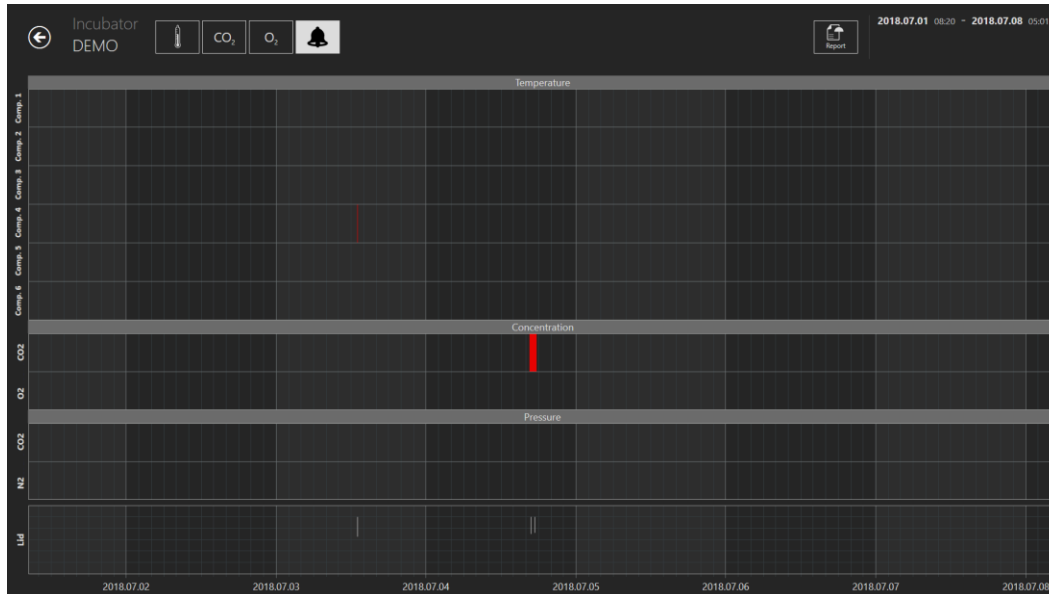 Incubator
DEMO
CO₂
O₂
Report
2018.07.01 08:20 - 2018.07.08 05:01
Temperature
Comp. 1
Comp. 2
Comp. 3
Comp. 4
Comp. 5
Comp. 6
Concentration
CO2
O2
Pressure
CO2
N2
Lid
2018.07.02 2018.07.03 2018.07.04 2018.07.05 2018.07.06 2018.07.07 2018.07.08